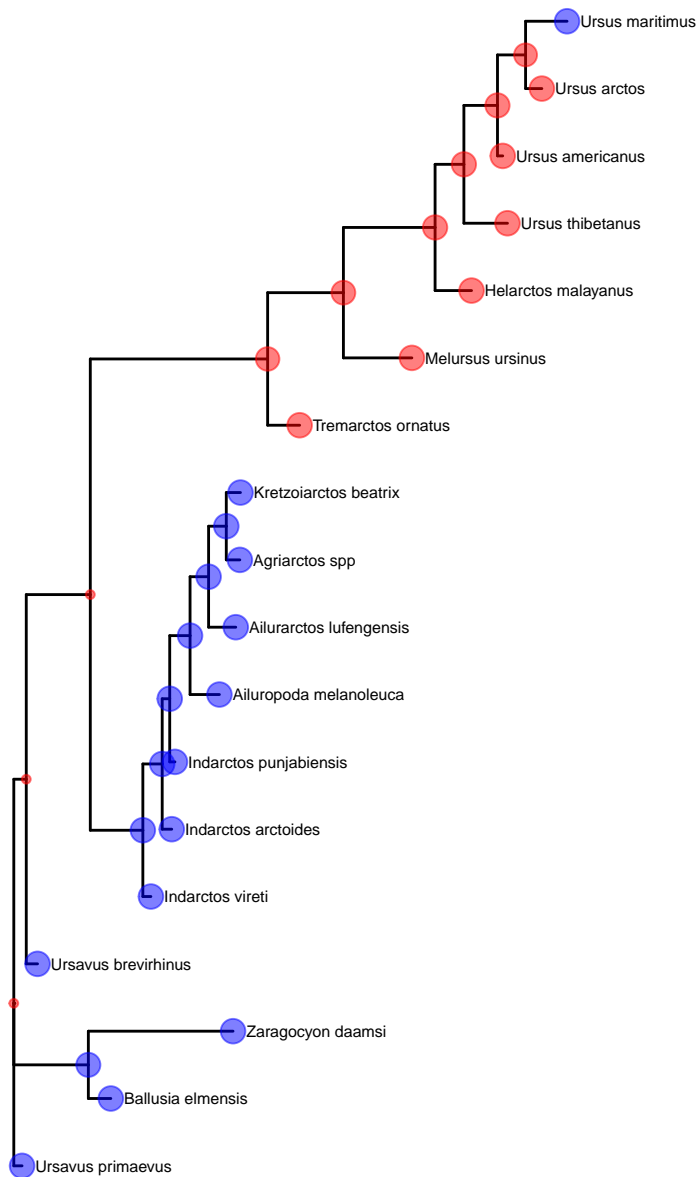 Ursus maritimus
Ursus arctos
Ursus americanus
Ursus thibetanus
Helarctos malayanus
Melursus ursinus
Tremarctos ornatus
Kretzoiarctos beatrix
Agriarctos spp
Ailurarctos lufengensis
Ailuropoda melanoleuca
Indarctos punjabiensis
Indarctos arctoides
Indarctos vireti
Ursavus brevirhinus
Zaragocyon daamsi
Ballusia elmensis
Ursavus primaevus